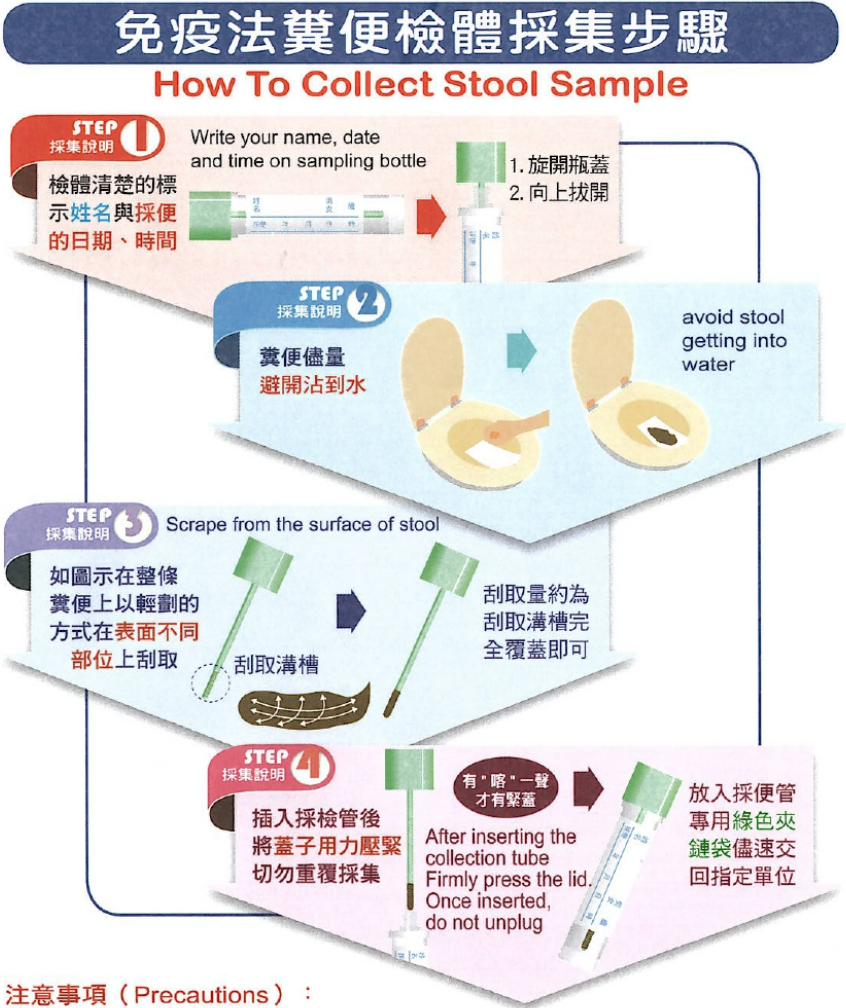 免疫法糞便檢體採集步驟
How To Collect Stool Sample
STEP 1
採集說明
檢體清楚的標
示姓名與採便
的日期、時間
Write your name, date
and time on sampling bottle
1. 旋開瓶蓋
2. 向上拔開
STEP 2
採集說明
糞便儘量
避開沾到水
avoid stool
getting into
water
STEP 3
採集說明
Scrape from the surface of stool
如圖示在整條
糞便上以輕劃的
方式在表面不同
部位上刮取
刮取溝槽
刮取量約為
刮取溝槽完
全覆蓋即可
STEP 4
採集說明
插入採檢管後
將蓋子用力壓緊
切勿重覆採集
有"喀"一聲
才有緊蓋
After inserting the
collection tube
Firmly press the lid.
Once inserted,
do not unplug
放入採便管
專用綠色夾
鏈袋儘速交
回指定單位
注意事項（Precautions）：